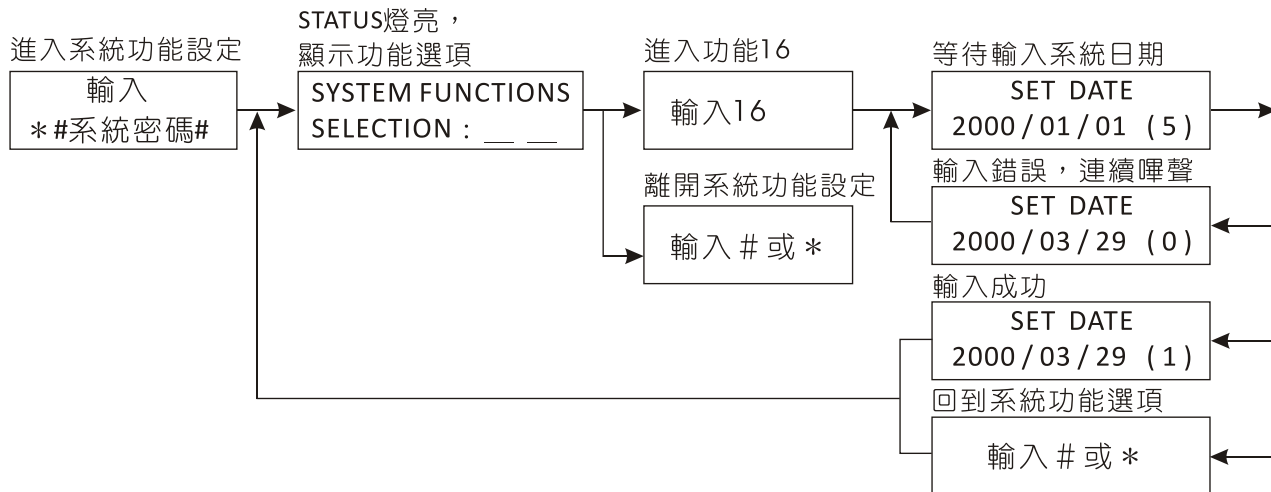 進入系統功能設定
輸入
*#系統密碼#
STATUS燈亮，
顯示功能選項
SYSTEM FUNCTIONS
SELECTION : __ __
進入功能16
輸入16
離開系統功能設定
輸入#或*
等待輸入系統日期
SET DATE
2000/01/01 (5)
輸入錯誤，連續嗶聲
SET DATE
2000/03/29 (0)
輸入成功
SET DATE
2000/03/29 (1)
回到系統功能選項
輸入#或*